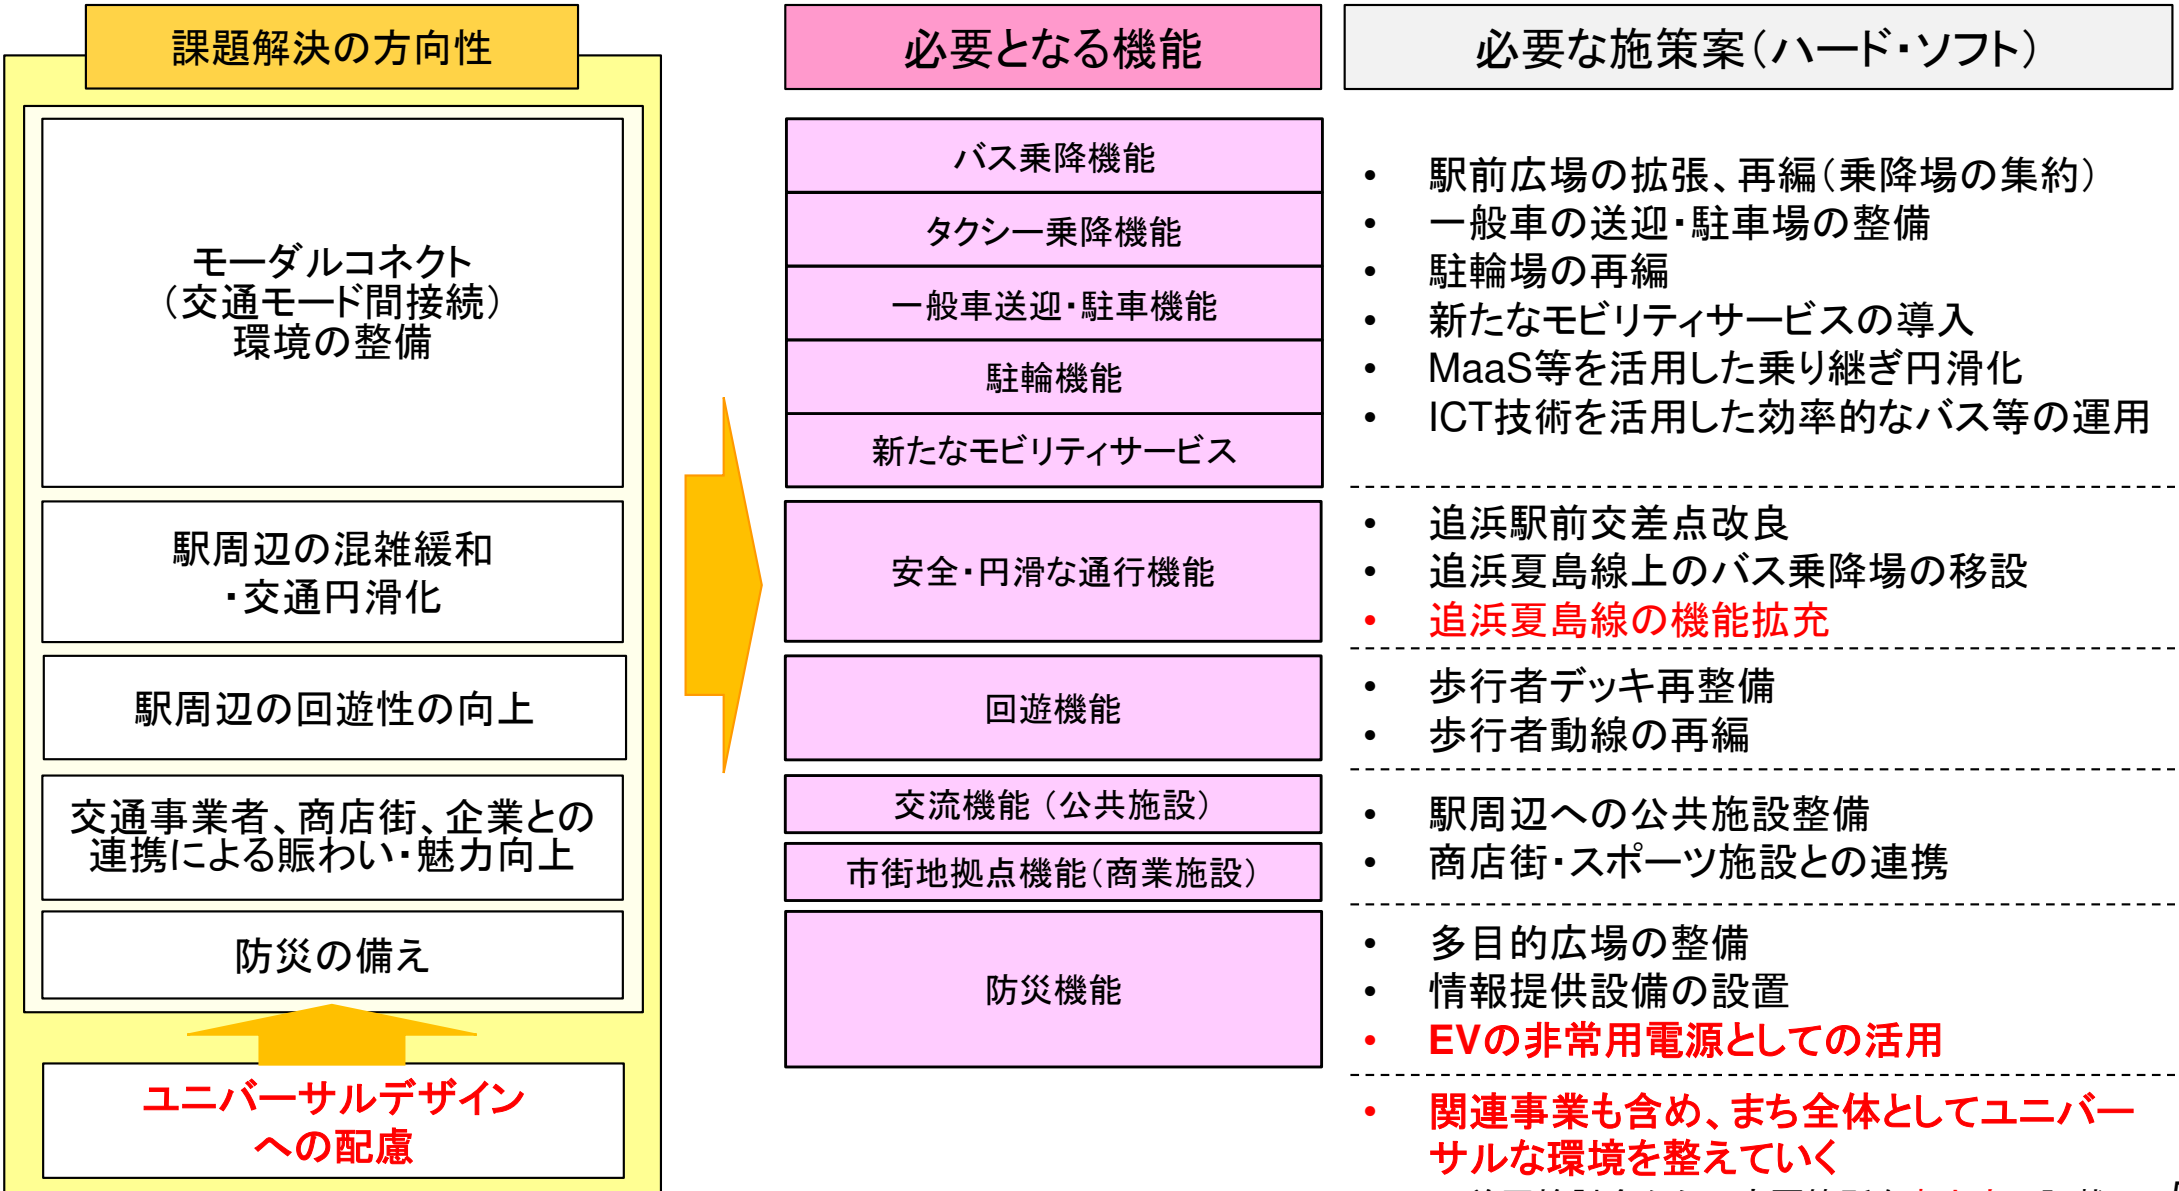 課題解決の方向性
必要となる機能
必要な施策案（ハード・ソフト）
モーダルコネクト
（交通モード間接続）
環境の整備
駅周辺の混雑緩和
・交通円滑化
駅周辺の回遊性の向上
交通事業者、商店街、企業との
連携による賑わい・魅力向上
防災の備え
ユニバーサルデザイン
への配慮
バス乗降機能
タクシー乗降機能
一般車送迎・駐車機能
駐輪機能
新たなモビリティサービス
安全・円滑な通行機能
回遊機能
交流機能（公共施設）
市街地拠点機能（商業施設）
防災機能
• 駅前広場の拡張、再編（乗降場の集約）
• 一般車の送迎・駐車場の整備
• 駐輪場の再編
• 新たなモビリティサービスの導入
• MaaS等を活用した乗り継ぎ円滑化
• ICT技術を活用した効率的なバス等の運用
• 追浜駅前交差点改良
• 追浜夏島線上のバス乗降場の移設
• 追浜夏島線の機能拡充
• 歩行者デッキ再整備
• 歩行者動線の再編
• 駅周辺への公共施設整備
• 商店街・スポーツ施設との連携
• 多目的広場の整備
• 情報提供設備の設置
• EVの非常用電源としての活用
• 関連事業も含め、まち全体としてユニバー
サルな環境を整えていく